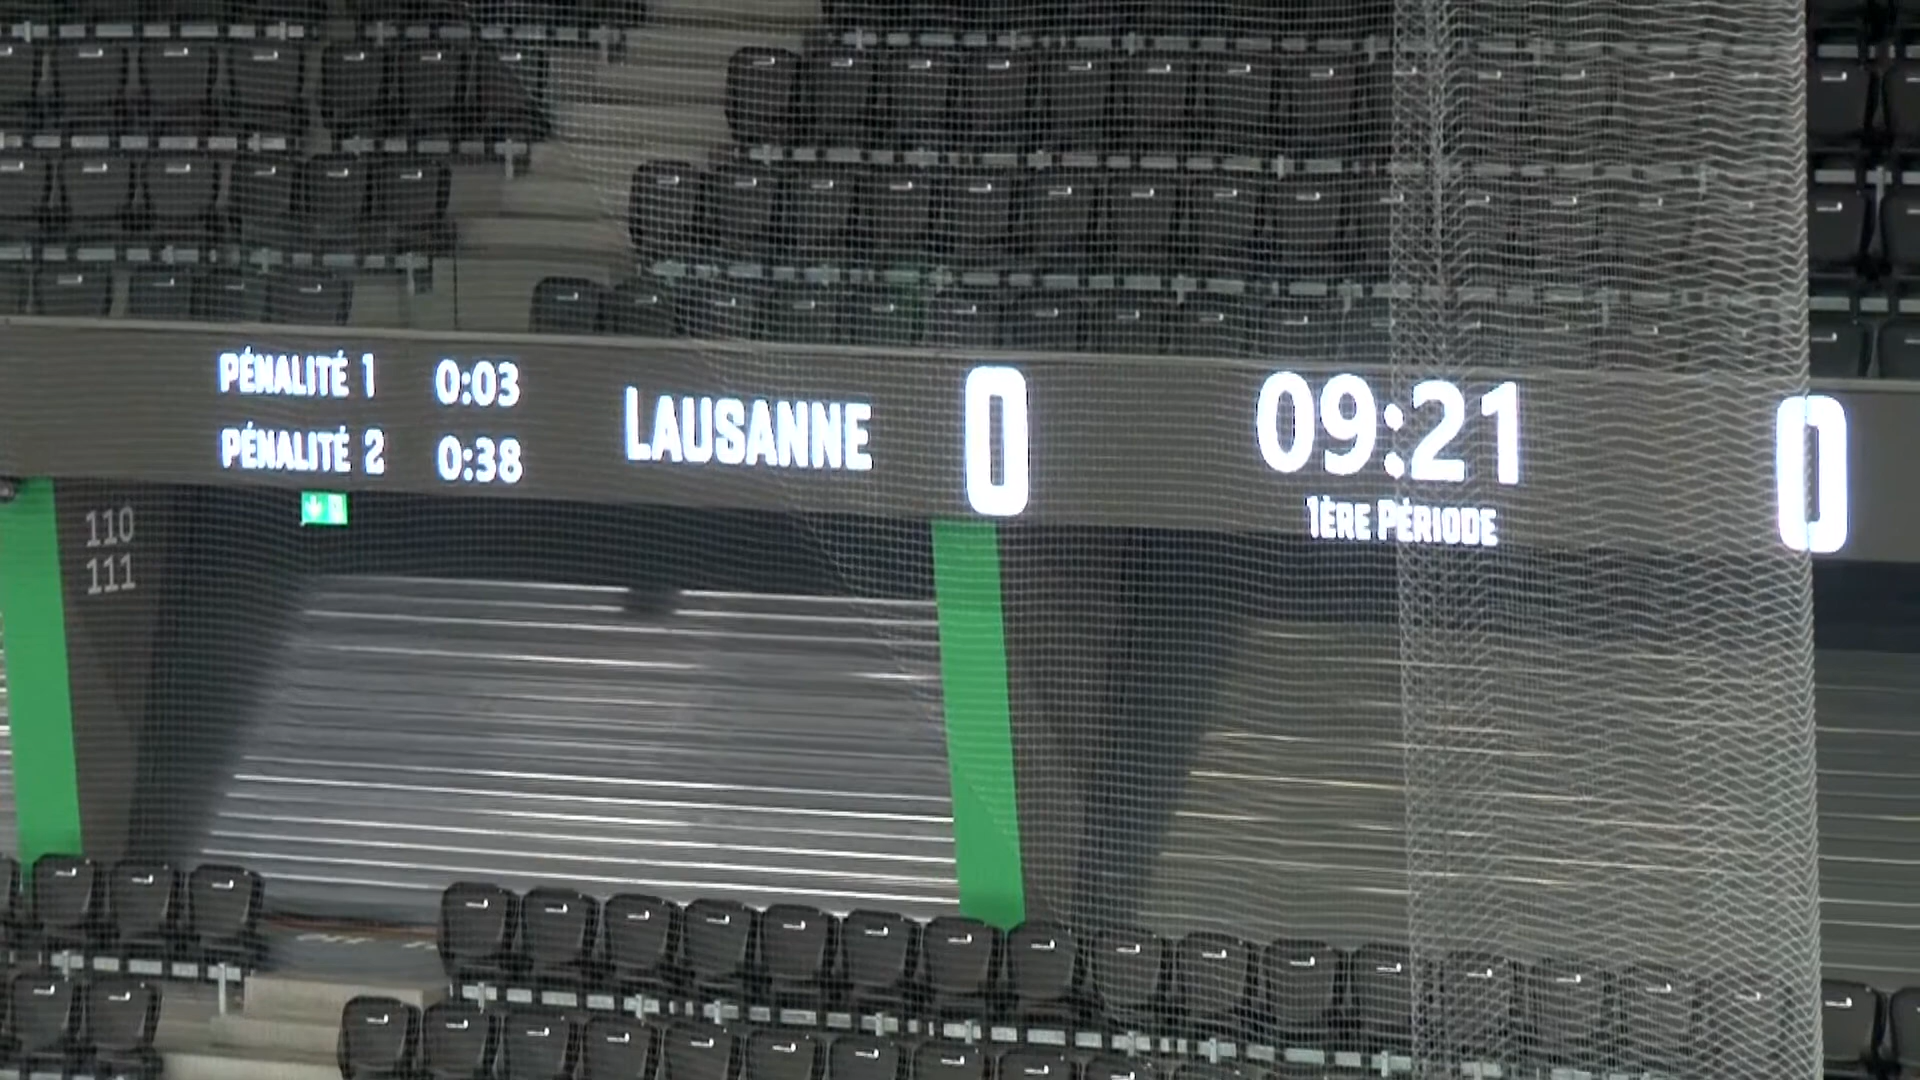 PÉNALITÉ 1 0:03
PÉNALITÉ 2 0:38
LAUSANNE 0
09:21
1ÈRE PÉRIODE
0
110
111